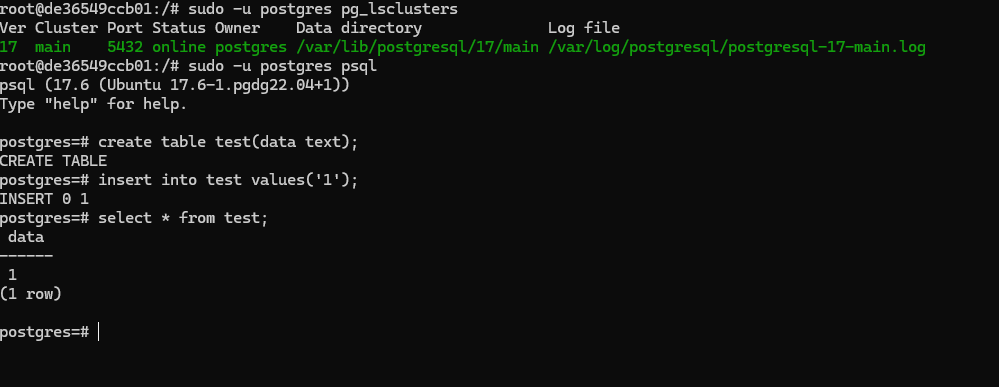 root@de36549ccb01:/# sudo -u postgres pg_lsclusters
Ver Cluster Port Status Owner    Data directory              Log file
17  main    5432 online postgres /var/lib/postgresql/17/main /var/log/postgresql/postgresql-17-main.log
root@de36549ccb01:/# sudo -u postgres psql
psql (17.6 (Ubuntu 17.6-1.pgdg22.04+1))
Type "help" for help.

postgres=# create table test(data text);
CREATE TABLE
postgres=# insert into test values('1');
INSERT 0 1
postgres=# select * from test;
 data
------
 1
(1 row)

postgres=#